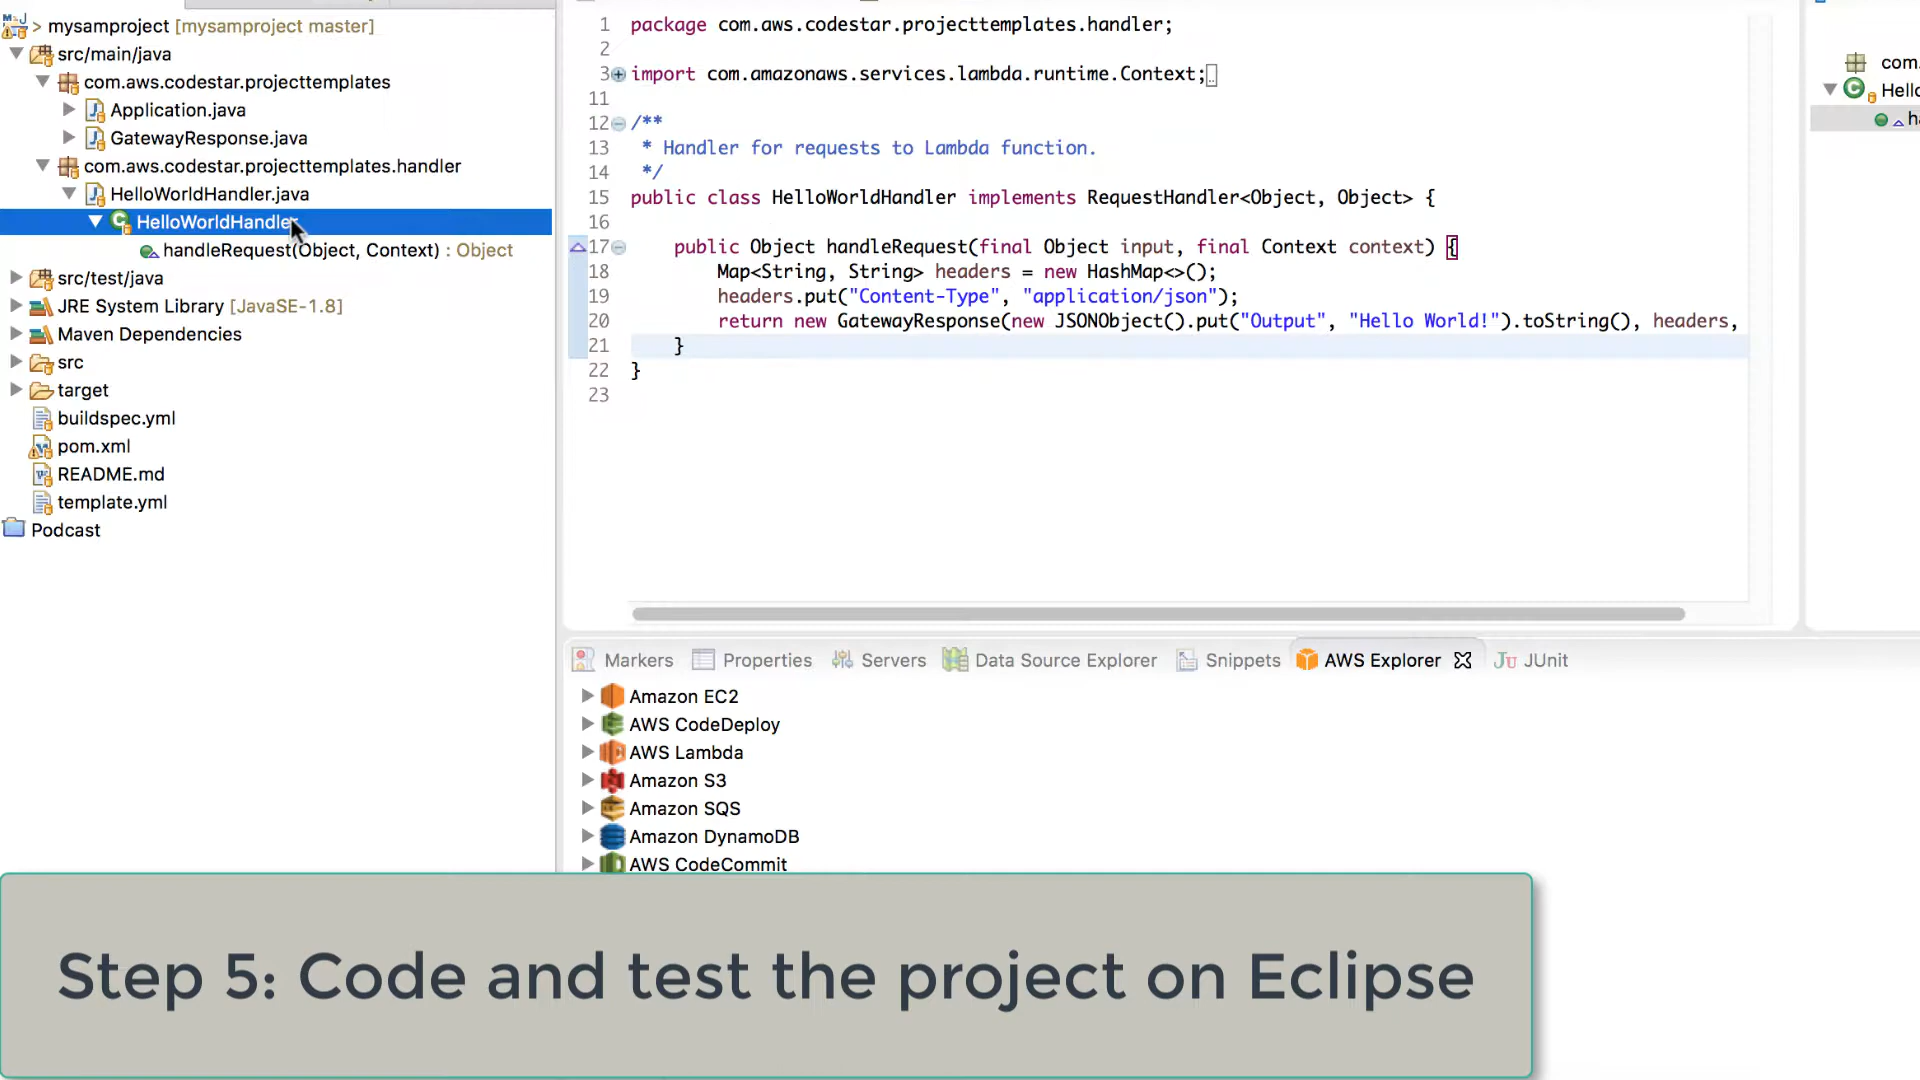 > mysamproject [mysamproject master]
src/main/java
com.aws.codestar.projecttemplates
Application.java
GatewayResponse.java
com.aws.codestar.projecttemplates.handler
HelloWorldHandler.java
HelloWorldHandler
handleRequest(Object, Context) : Object
src/test/java
JRE System Library [JavaSE-1.8]
Maven Dependencies
src
target
buildspec.yml
pom.xml
README.md
template.yml
Podcast
1 package com.aws.codestar.projecttemplates.handler;
2
3 import com.amazonaws.services.lambda.runtime.Context;
11
12 /**
13 * Handler for requests to Lambda function.
14 */
15 public class HelloWorldHandler implements RequestHandler<Object, Object> {
16
17 public Object handleRequest(final Object input, final Context context) {
18 Map<String, String> headers = new HashMap<>();
19 headers.put("Content-Type", "application/json");
20 return new GatewayResponse(new JSONObject().put("Output", "Hello World!").toString(), headers,
21 }
22 }
23
com.
Hello
ha
Markers Properties Servers Data Source Explorer Snippets AWS Explorer JUnit
Amazon EC2
AWS CodeDeploy
AWS Lambda
Amazon S3
Amazon SQS
Amazon DynamoDB
AWS CodeCommit
Step 5: Code and test the project on Eclipse